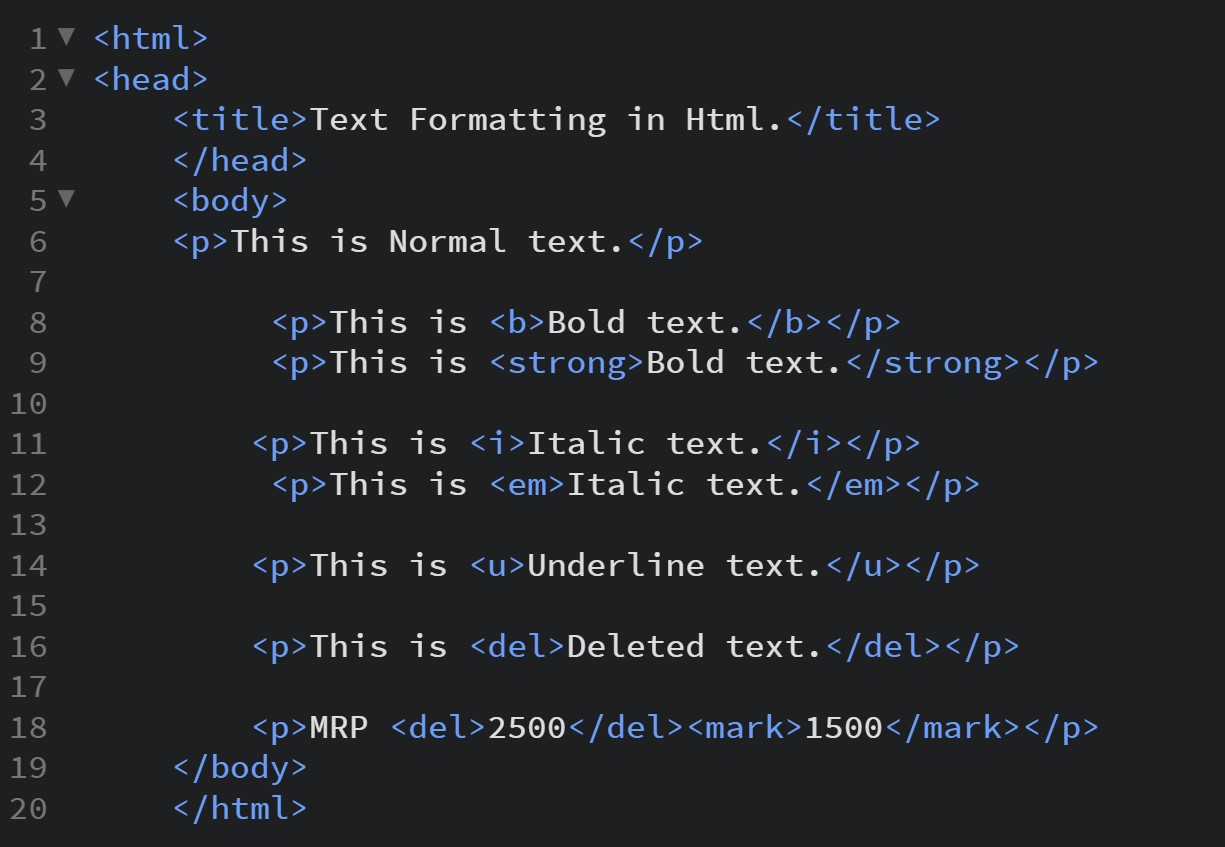 1 <html>
2 <head>
3     <title>Text Formatting in Html.</title>
4     </head>
5     <body>
6     <p>This is Normal text.</p>
7
8          <p>This is <b>Bold text.</b></p>
9          <p>This is <strong>Bold text.</strong></p>
10
11         <p>This is <i>Italic text.</i></p>
12          <p>This is <em>Italic text.</em></p>
13
14         <p>This is <u>Underline text.</u></p>
15
16         <p>This is <del>Deleted text.</del></p>
17
18         <p>MRP <del>2500</del><mark>1500</mark></p>
19     </body>
20     </html>